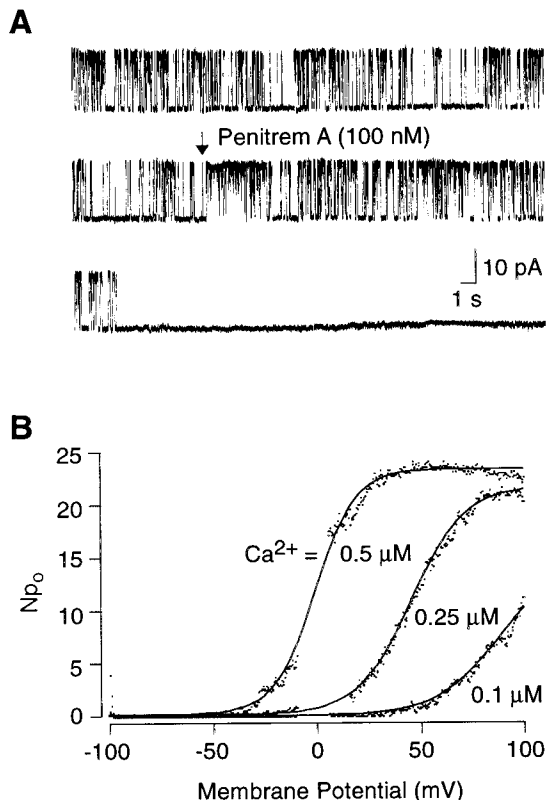 A
Penitrem A (100 nM)
10 pA
1 s
B
25
20
15
10
5
0
Np₀
Ca²⁺ = 0.5 µM
0.25 µM
0.1 µM
-100 -50 0 50 100
Membrane Potential (mV)